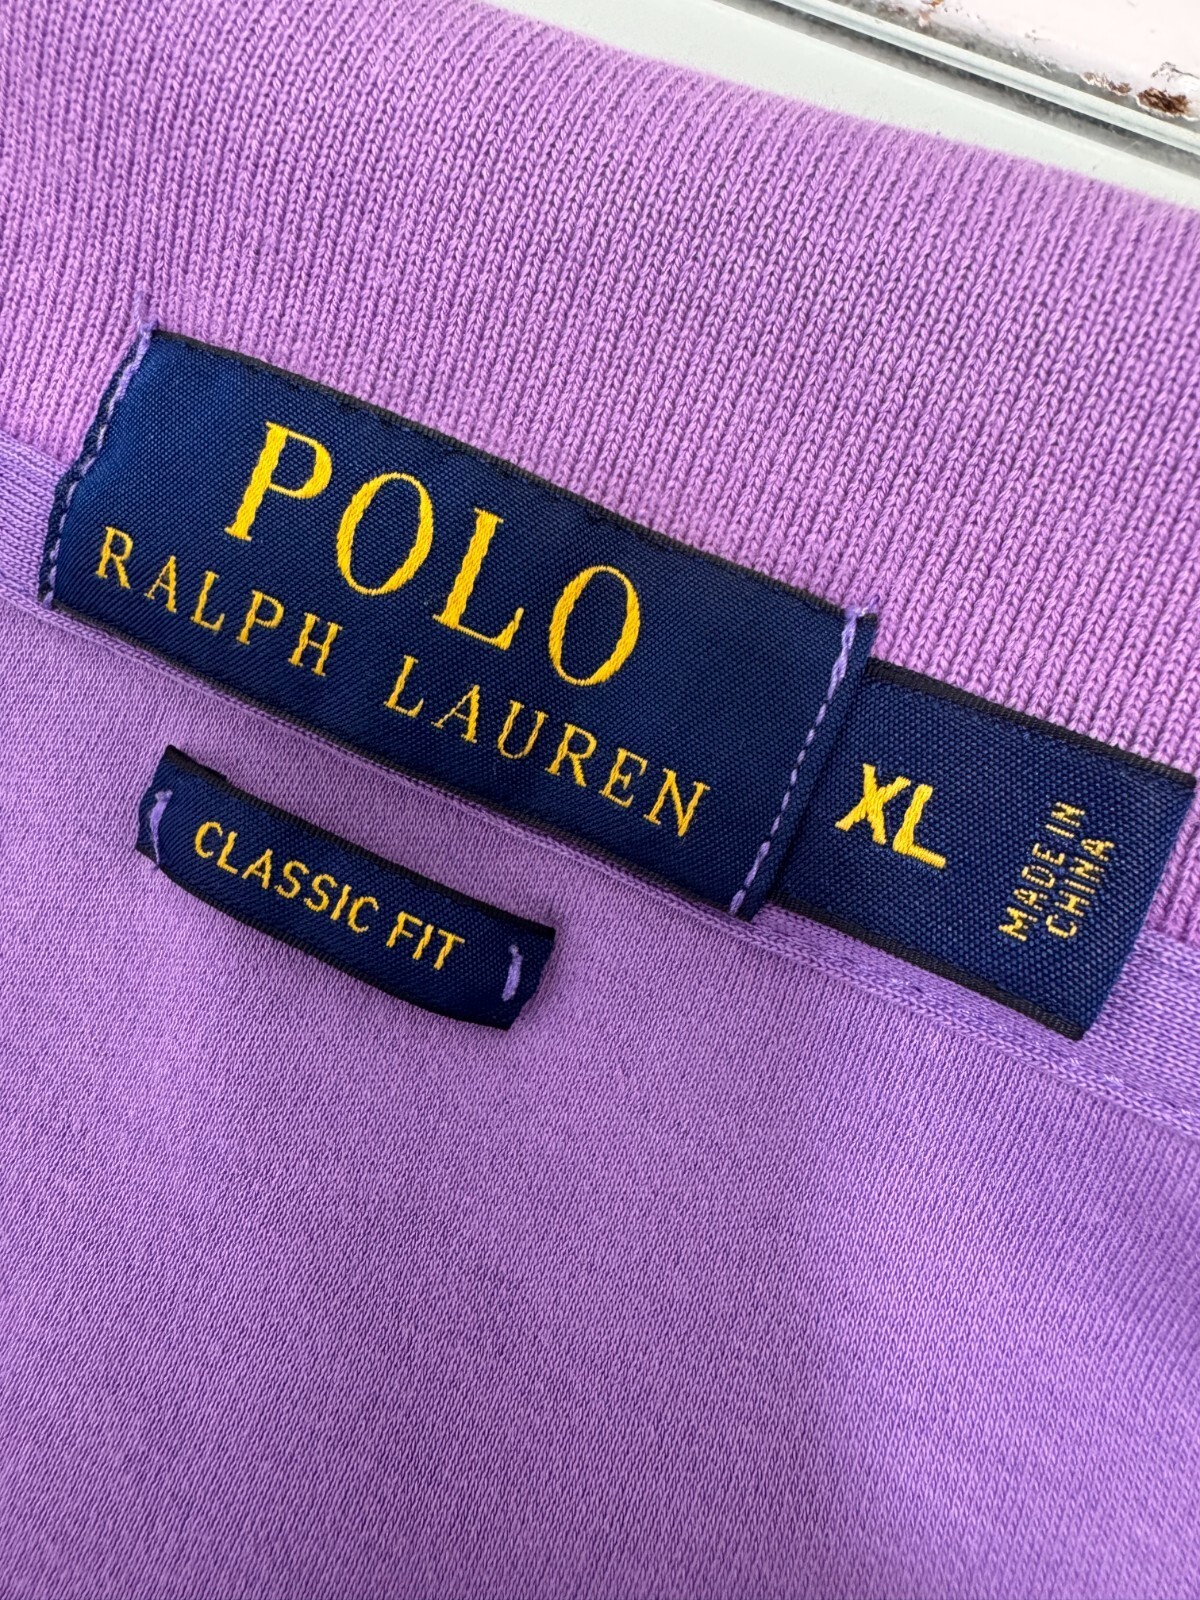 POLO
RALPH LAUREN
XL
MADE IN
CHINA
CLASSIC FIT